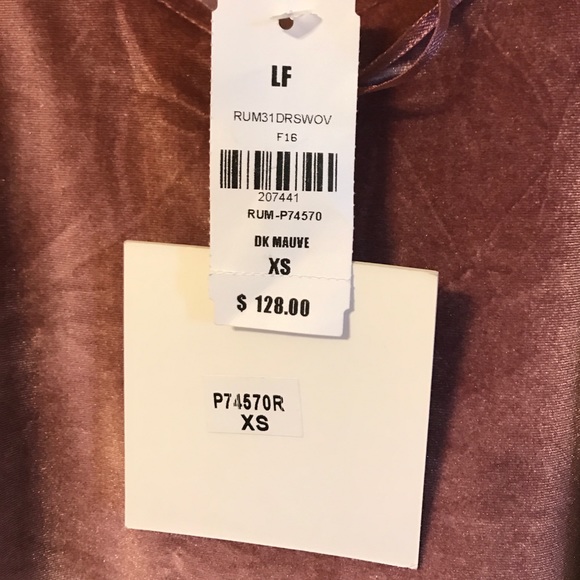 LF
RUM31DRSWOV
F16
207441
RUM-P74570
DK MAUVE
XS
$ 128.00
P74570R
XS